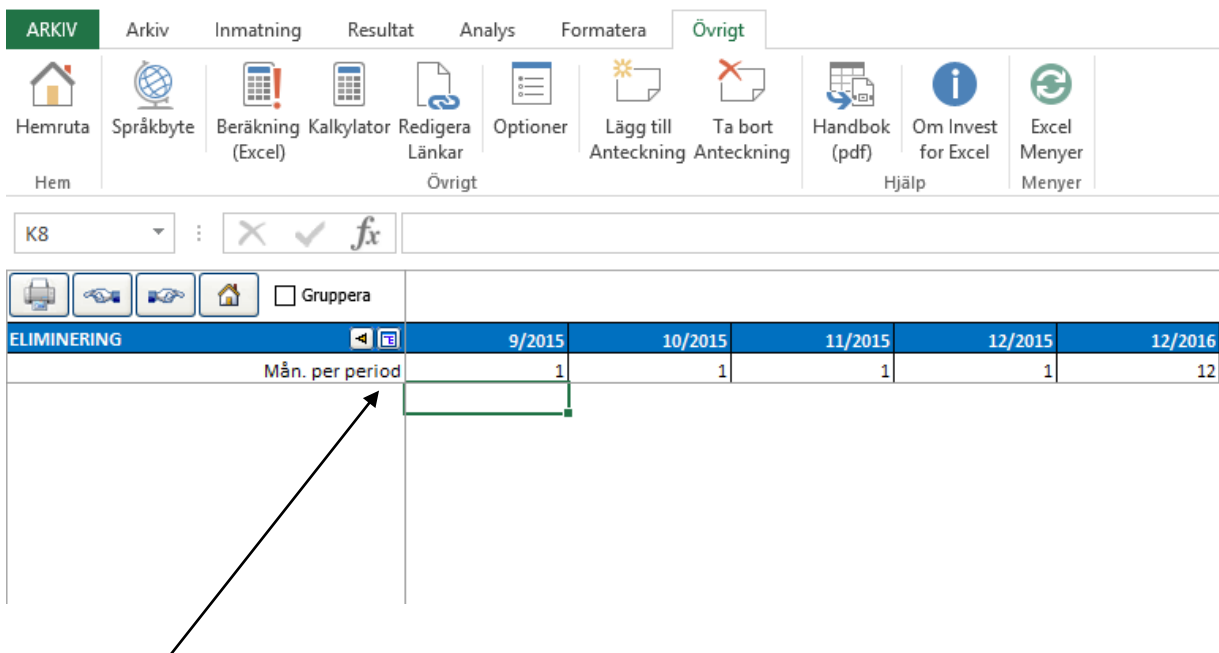 ARKIV Arkiv Inmatning Resultat Analys Formatera Övrigt
Hemruta Språkbyte Beräkning Kalkylator Redigera Optioner Lägg till Ta bort Handbok Om Invest Excel
(Excel) Länkar Anteckning Anteckning (pdf) for Excel Menyer
Hem Övrigt Hjälp Menyer
K8 fx
Gruppera
ELIMINERING 9/2015 10/2015 11/2015 12/2015 12/2016
Mån. per period 1 1 1 1 12